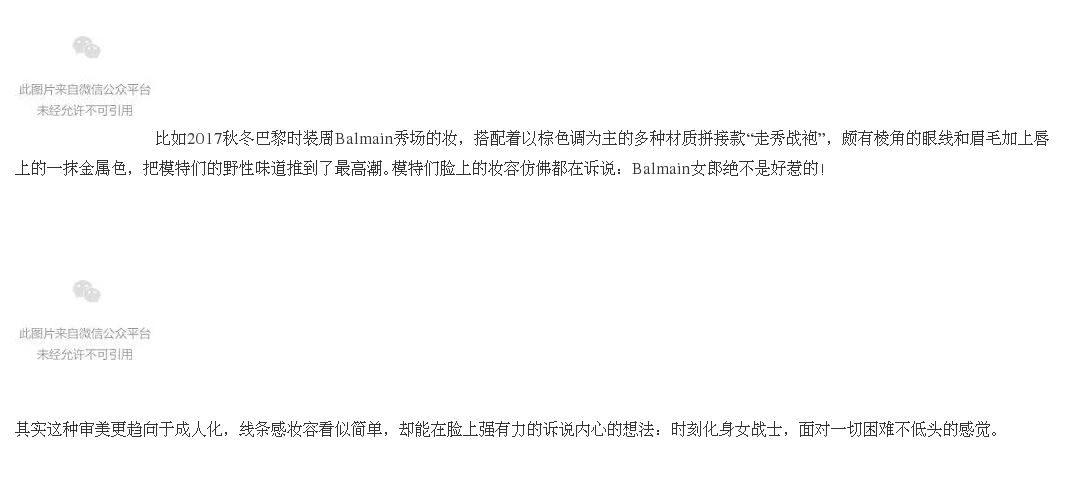 此图片来自微信公众平台
未经允许不可引用
比如2017秋冬巴黎时装周Balmain秀场的妆，搭配着以棕色调为主的多种材质拼接款“走秀战袍”，颇有棱角的眼线和眉毛加上唇
上的一抹金属色，把模特们的野性味道推到了最高潮。模特们脸上的妆容仿佛都在诉说：Balmain女郎绝不是好惹的！
此图片来自微信公众平台
未经允许不可引用
其实这种审美更趋向于成人化，线条感妆容看似简单，却能在脸上强有力的诉说内心的想法：时刻化身女战士，面对一切困难不低头的感觉。